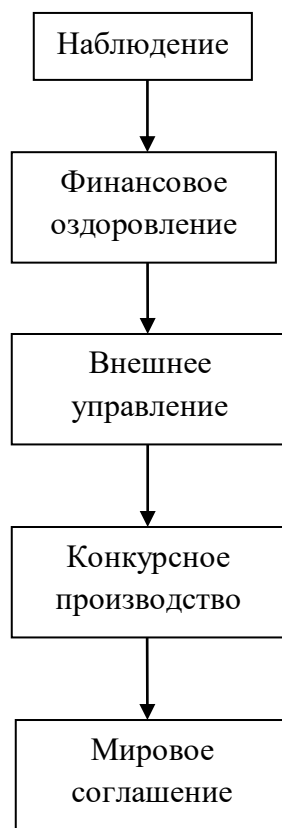 Наблюдение
Финансовое
оздоровление
Внешнее
управление
Конкурсное
производство
Мировое
соглашение